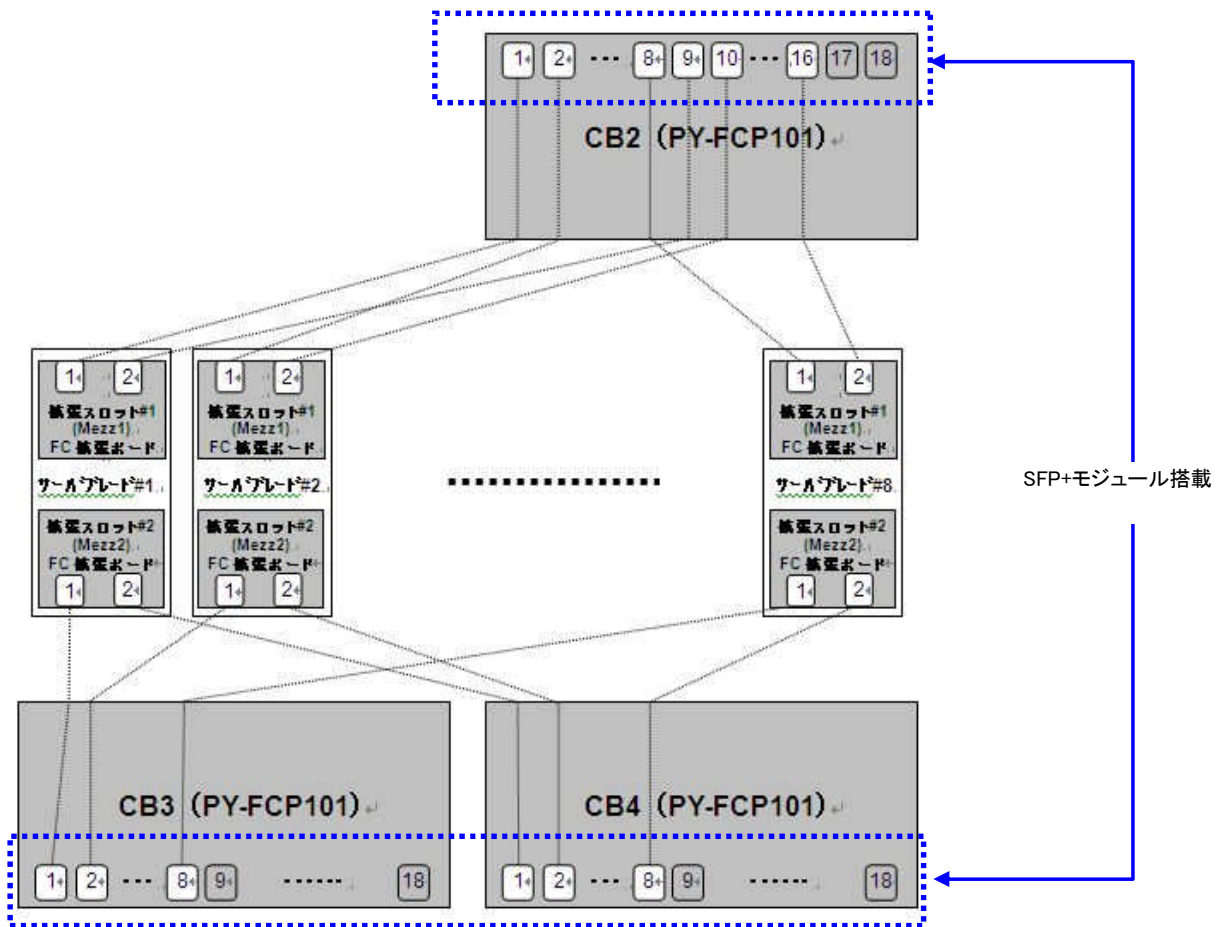 1 2 ・・・ 8 9 10 ・・・ 16 17 18
CB2（PY-FCP101）
1 2
拡張スロット#1
(Mezz1)
FC 拡張ボード
サーバブレード#1
拡張スロット#2
(Mezz2)
FC 拡張ボード
1 2
1 2
拡張スロット#1
(Mezz1)
FC 拡張ボード
サーバブレード#2
拡張スロット#2
(Mezz2)
FC 拡張ボード
1 2
1 2
拡張スロット#1
(Mezz1)
FC 拡張ボード
サーバブレード#8
拡張スロット#2
(Mezz2)
FC 拡張ボード
1 2
SFP+モジュール搭載
CB3（PY-FCP101）
1 2 ・・・ 8 9 ・・・・・・ 18
CB4（PY-FCP101）
1 2 ・・・ 8 9 ・・・・・・ 18